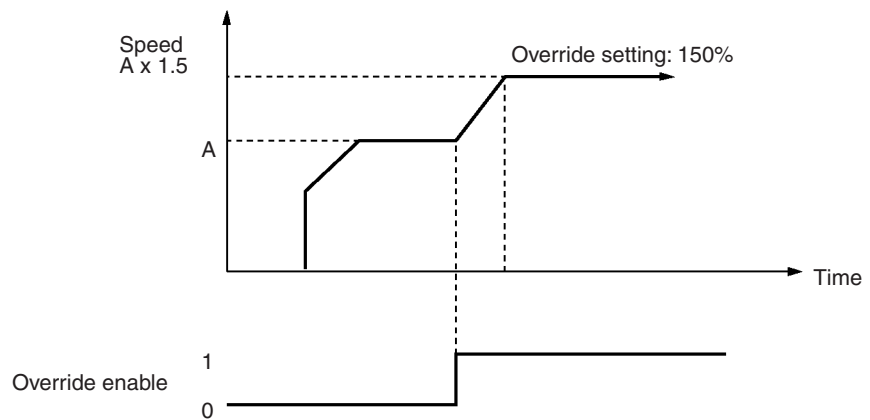 Speed
A x 1.5
Override setting: 150%
A
Time
1
Override enable
0